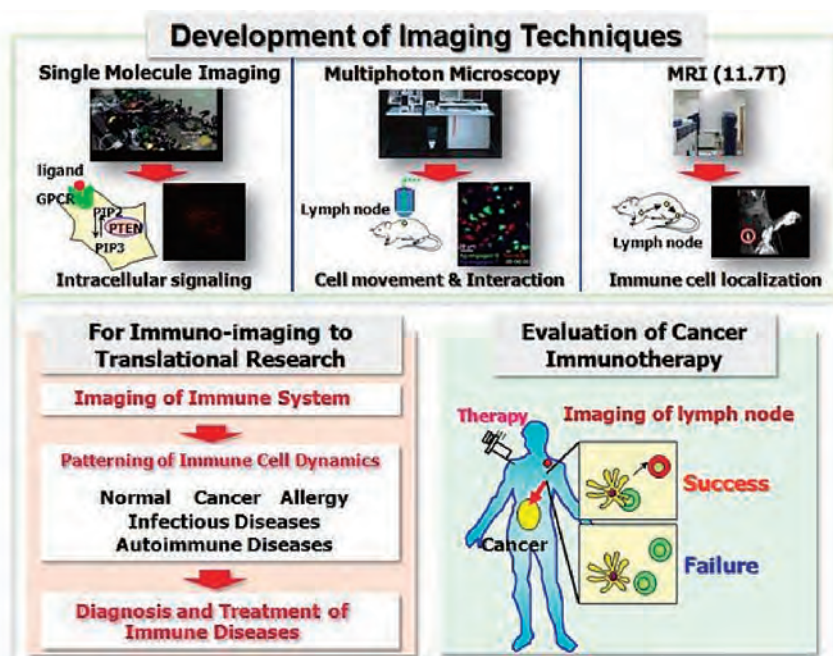 Development of Imaging Techniques
Single Molecule Imaging
ligand
GPCR
PIP2
PTEN
PIP3
Intracellular signaling
Multiphoton Microscopy
Lymph node
Cell movement & Interaction
MRI (11.7T)
Lymph node
Immune cell localization
For Immuno-imaging to
Translational Research
Imaging of Immune System
Patterning of Immune Cell Dynamics
Normal Cancer Allergy
Infectious Diseases
Autoimmune Diseases
Diagnosis and Treatment of
Immune Diseases
Evaluation of Cancer
Immunotherapy
Therapy
Imaging of lymph node
Success
Cancer
Failure